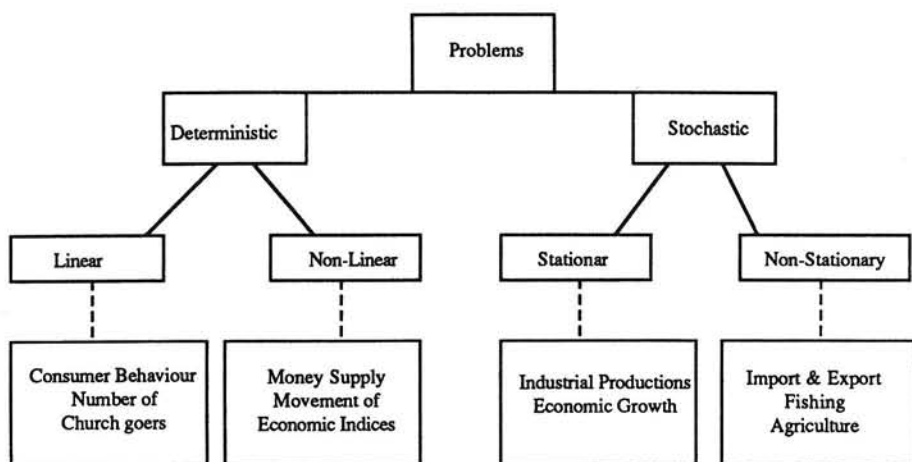 Problems
Deterministic
Stochastic
Linear
Non-Linear
Stationar
Non-Stationary
Consumer Behaviour
Number of
Church goers
Money Supply
Movement of
Economic Indices
Industrial Productions
Economic Growth
Import & Export
Fishing
Agriculture